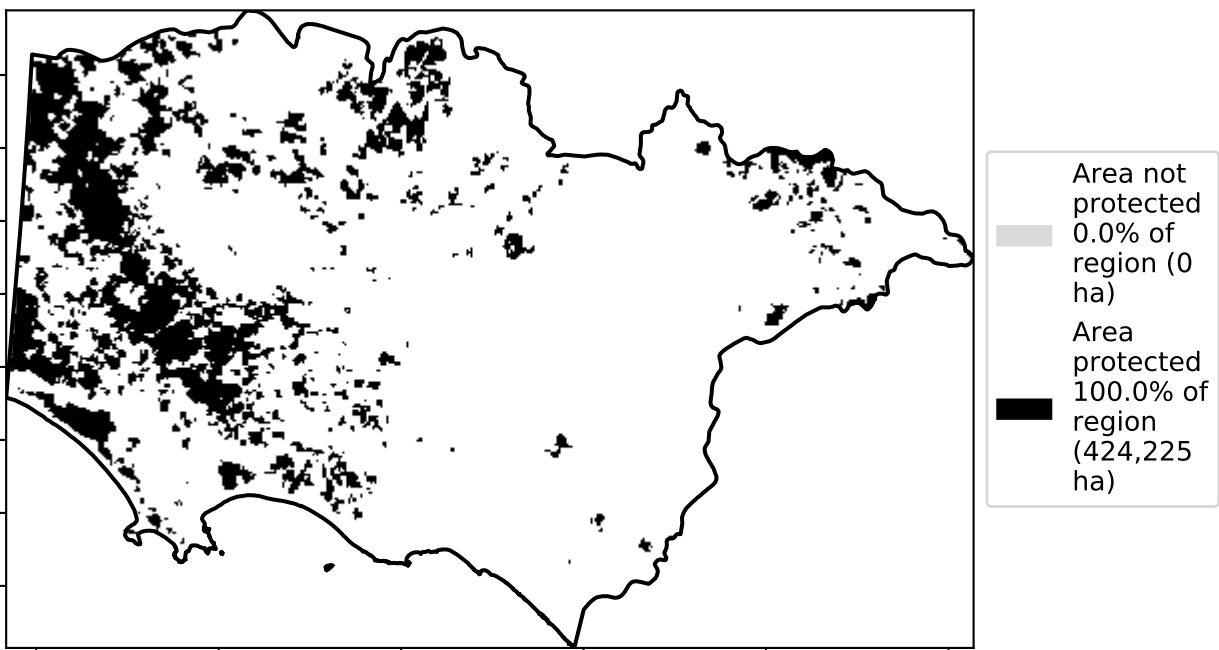 Area not
protected
0.0% of
region (0
ha)
Area
protected
100.0% of
region
(424,225
ha)